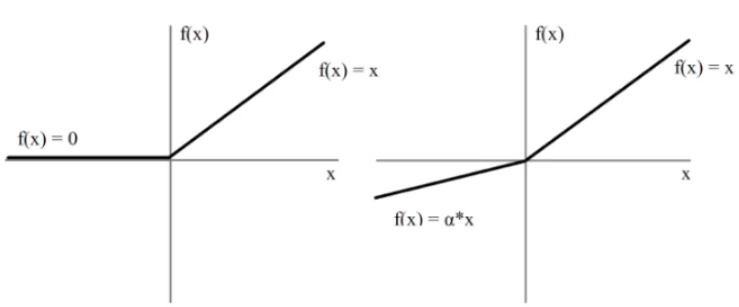 f(x)
f(x) = x
f(x) = 0
x
f(x)
f(x) = x
x
f(x) = α*x